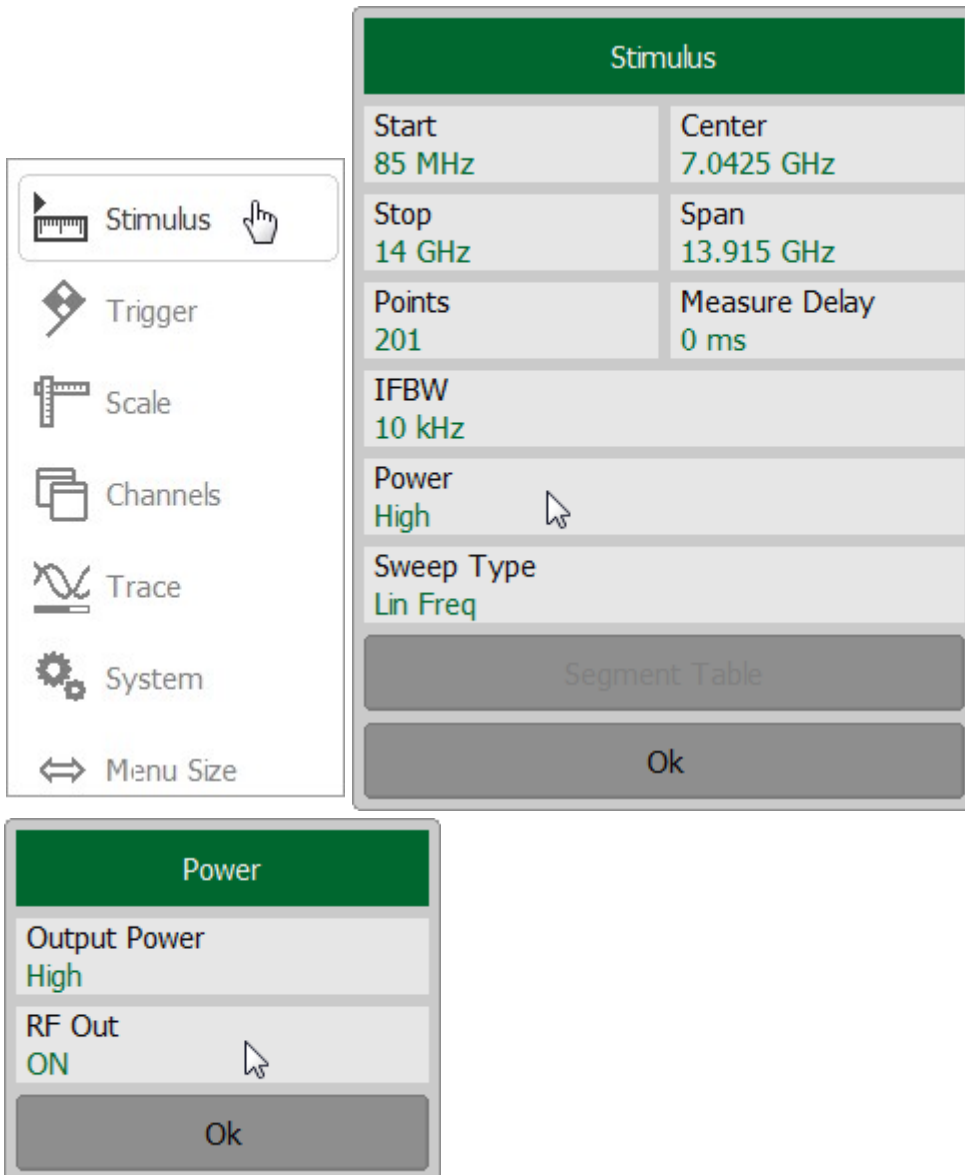 Stimulus
Trigger
Scale
Channels
Trace
System
Menu Size
Stimulus
Start
85 MHz
Center
7.0425 GHz
Stop
14 GHz
Span
13.915 GHz
Points
201
Measure Delay
0 ms
IFBW
10 kHz
Power
High
Sweep Type
Lin Freq
Segment Table
Ok
Power
Output Power
High
RF Out
ON
Ok